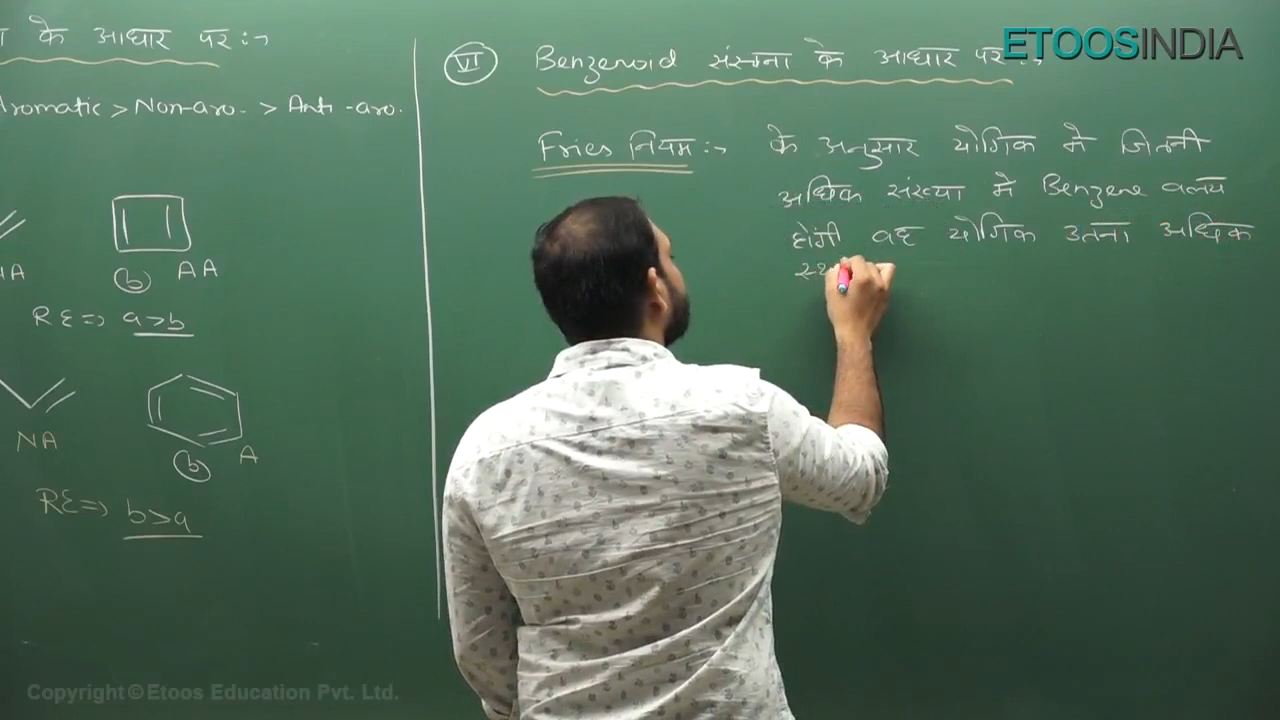 के आधार पर :-
Aromatic > Non-aro. > Anti-aro.
b AA
RE => a>b
NA
b A
RE => b>a
VI Benzenoid संरचना के आधार पर :-
Fries नियम :- के अनुसार यौगिक मे जितनी
अधिक संख्या मे Benzene वलय
होगी वह यौगिक उतना अधिक
ETOOSINDIA
Copyright © Etoos Education Pvt. Ltd.